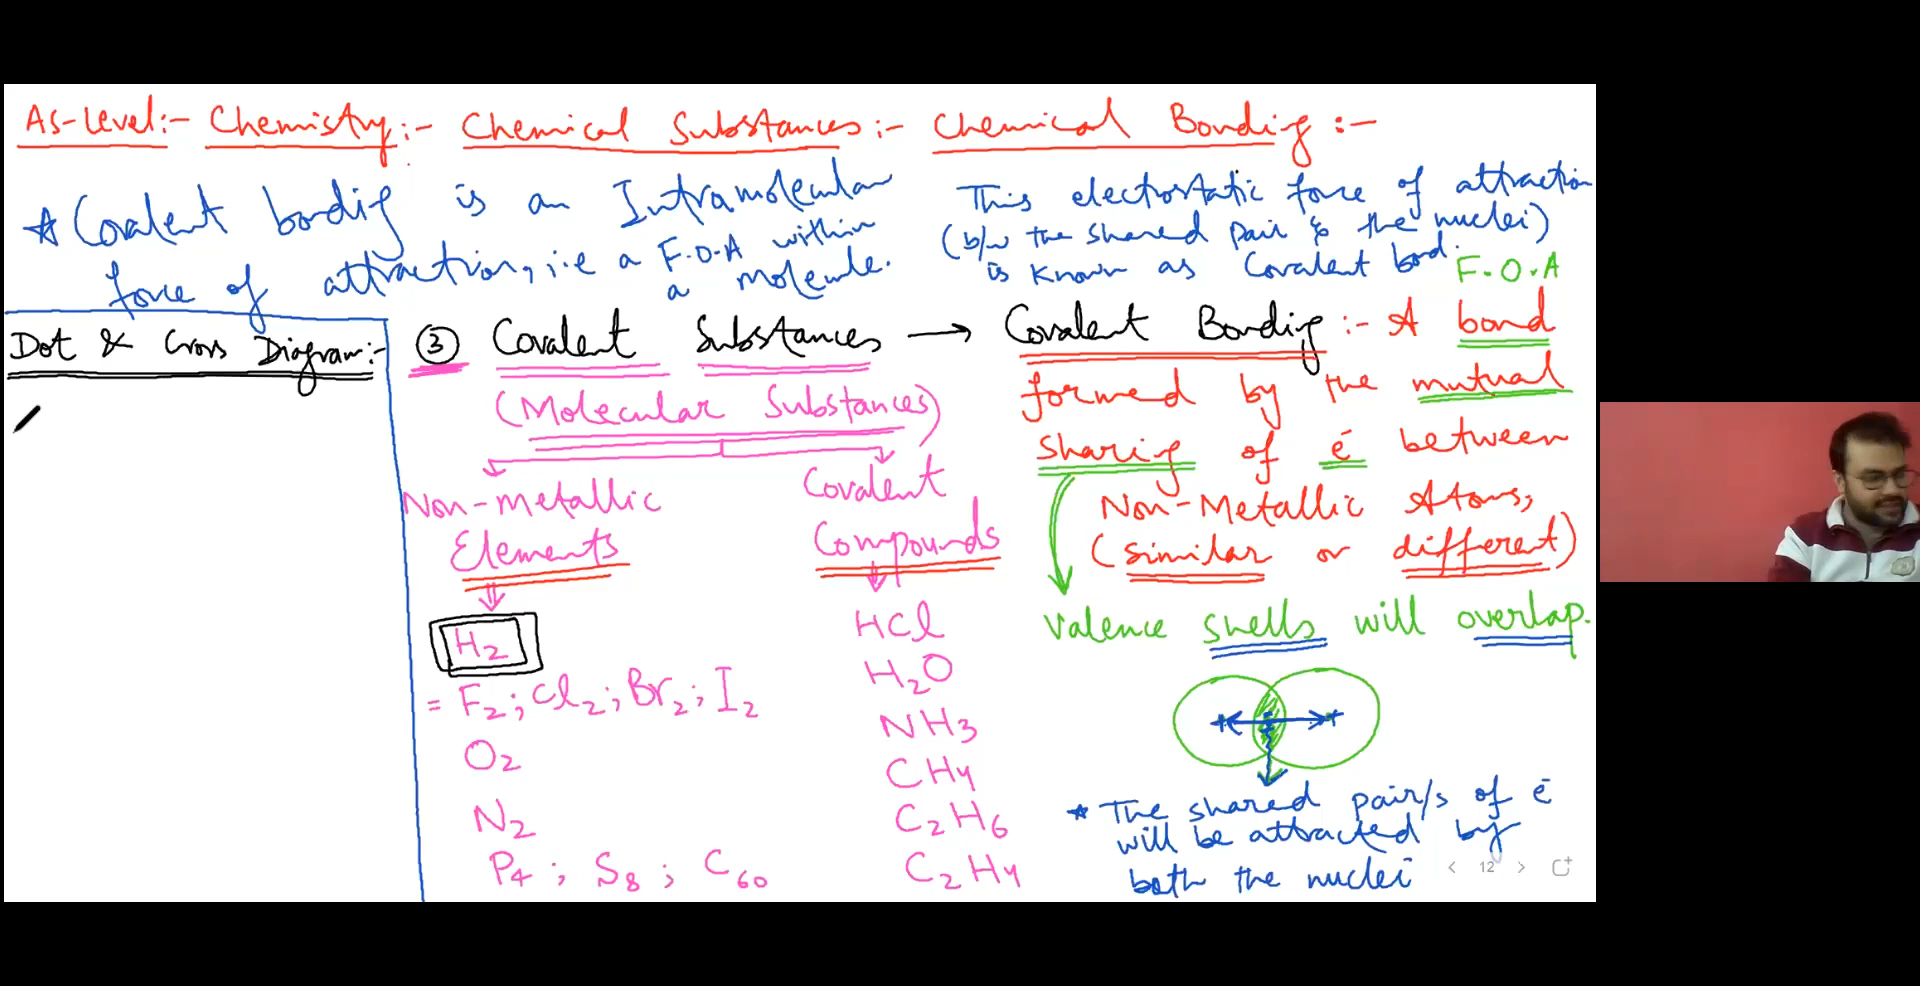 As-Level:- Chemistry:- Chemical Substances:- Chemical Bonding:-
* Covalent bonding is an Intramolecular
force of attraction, i.e a F.O.A within
a molecule.
This electrostatic force of attraction
(b/w the shared pair & the nuclei)
is known as Covalent bond.
F.O.A
Dot & Cross Diagram:-
③ Covalent Substances → Covalent Bonding:- A bond
formed by the mutual
sharing of e⁻ between
Non-Metallic Atoms,
(similar or different)
(Molecular Substances)
Non-metallic
Elements
Covalent
Compounds
H₂
= F₂; Cl₂; Br₂; I₂
O₂
N₂
P₄; S₈; C₆₀
HCl
H₂O
NH₃
CH₄
C₂H₆
C₂H₄
Valence shells will overlap.
* The shared pair/s of e⁻
will be attracted by
both the nuclei
< 12 >